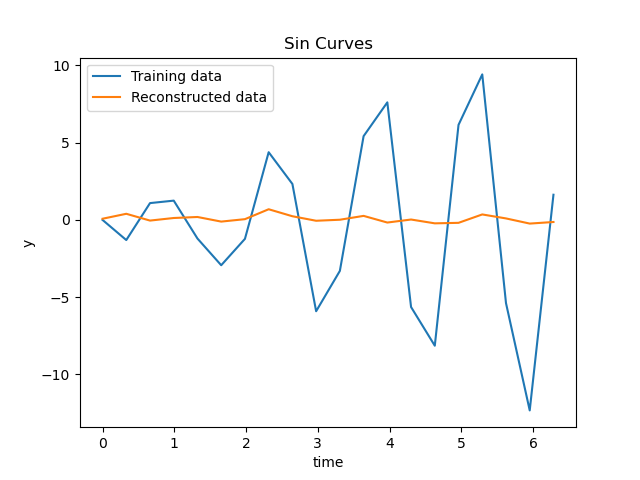 Sin Curves
Training data
Reconstructed data
10
5
0
−5
−10
y
0 1 2 3 4 5 6
time